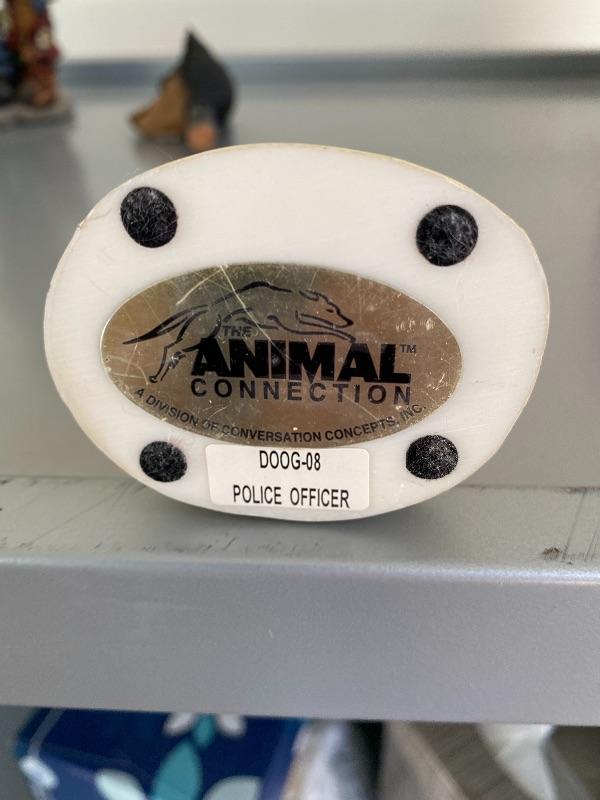 THE
ANIMAL™
CONNECTION
A DIVISION OF CONVERSATION CONCEPTS, INC.
DOOG-08
POLICE OFFICER